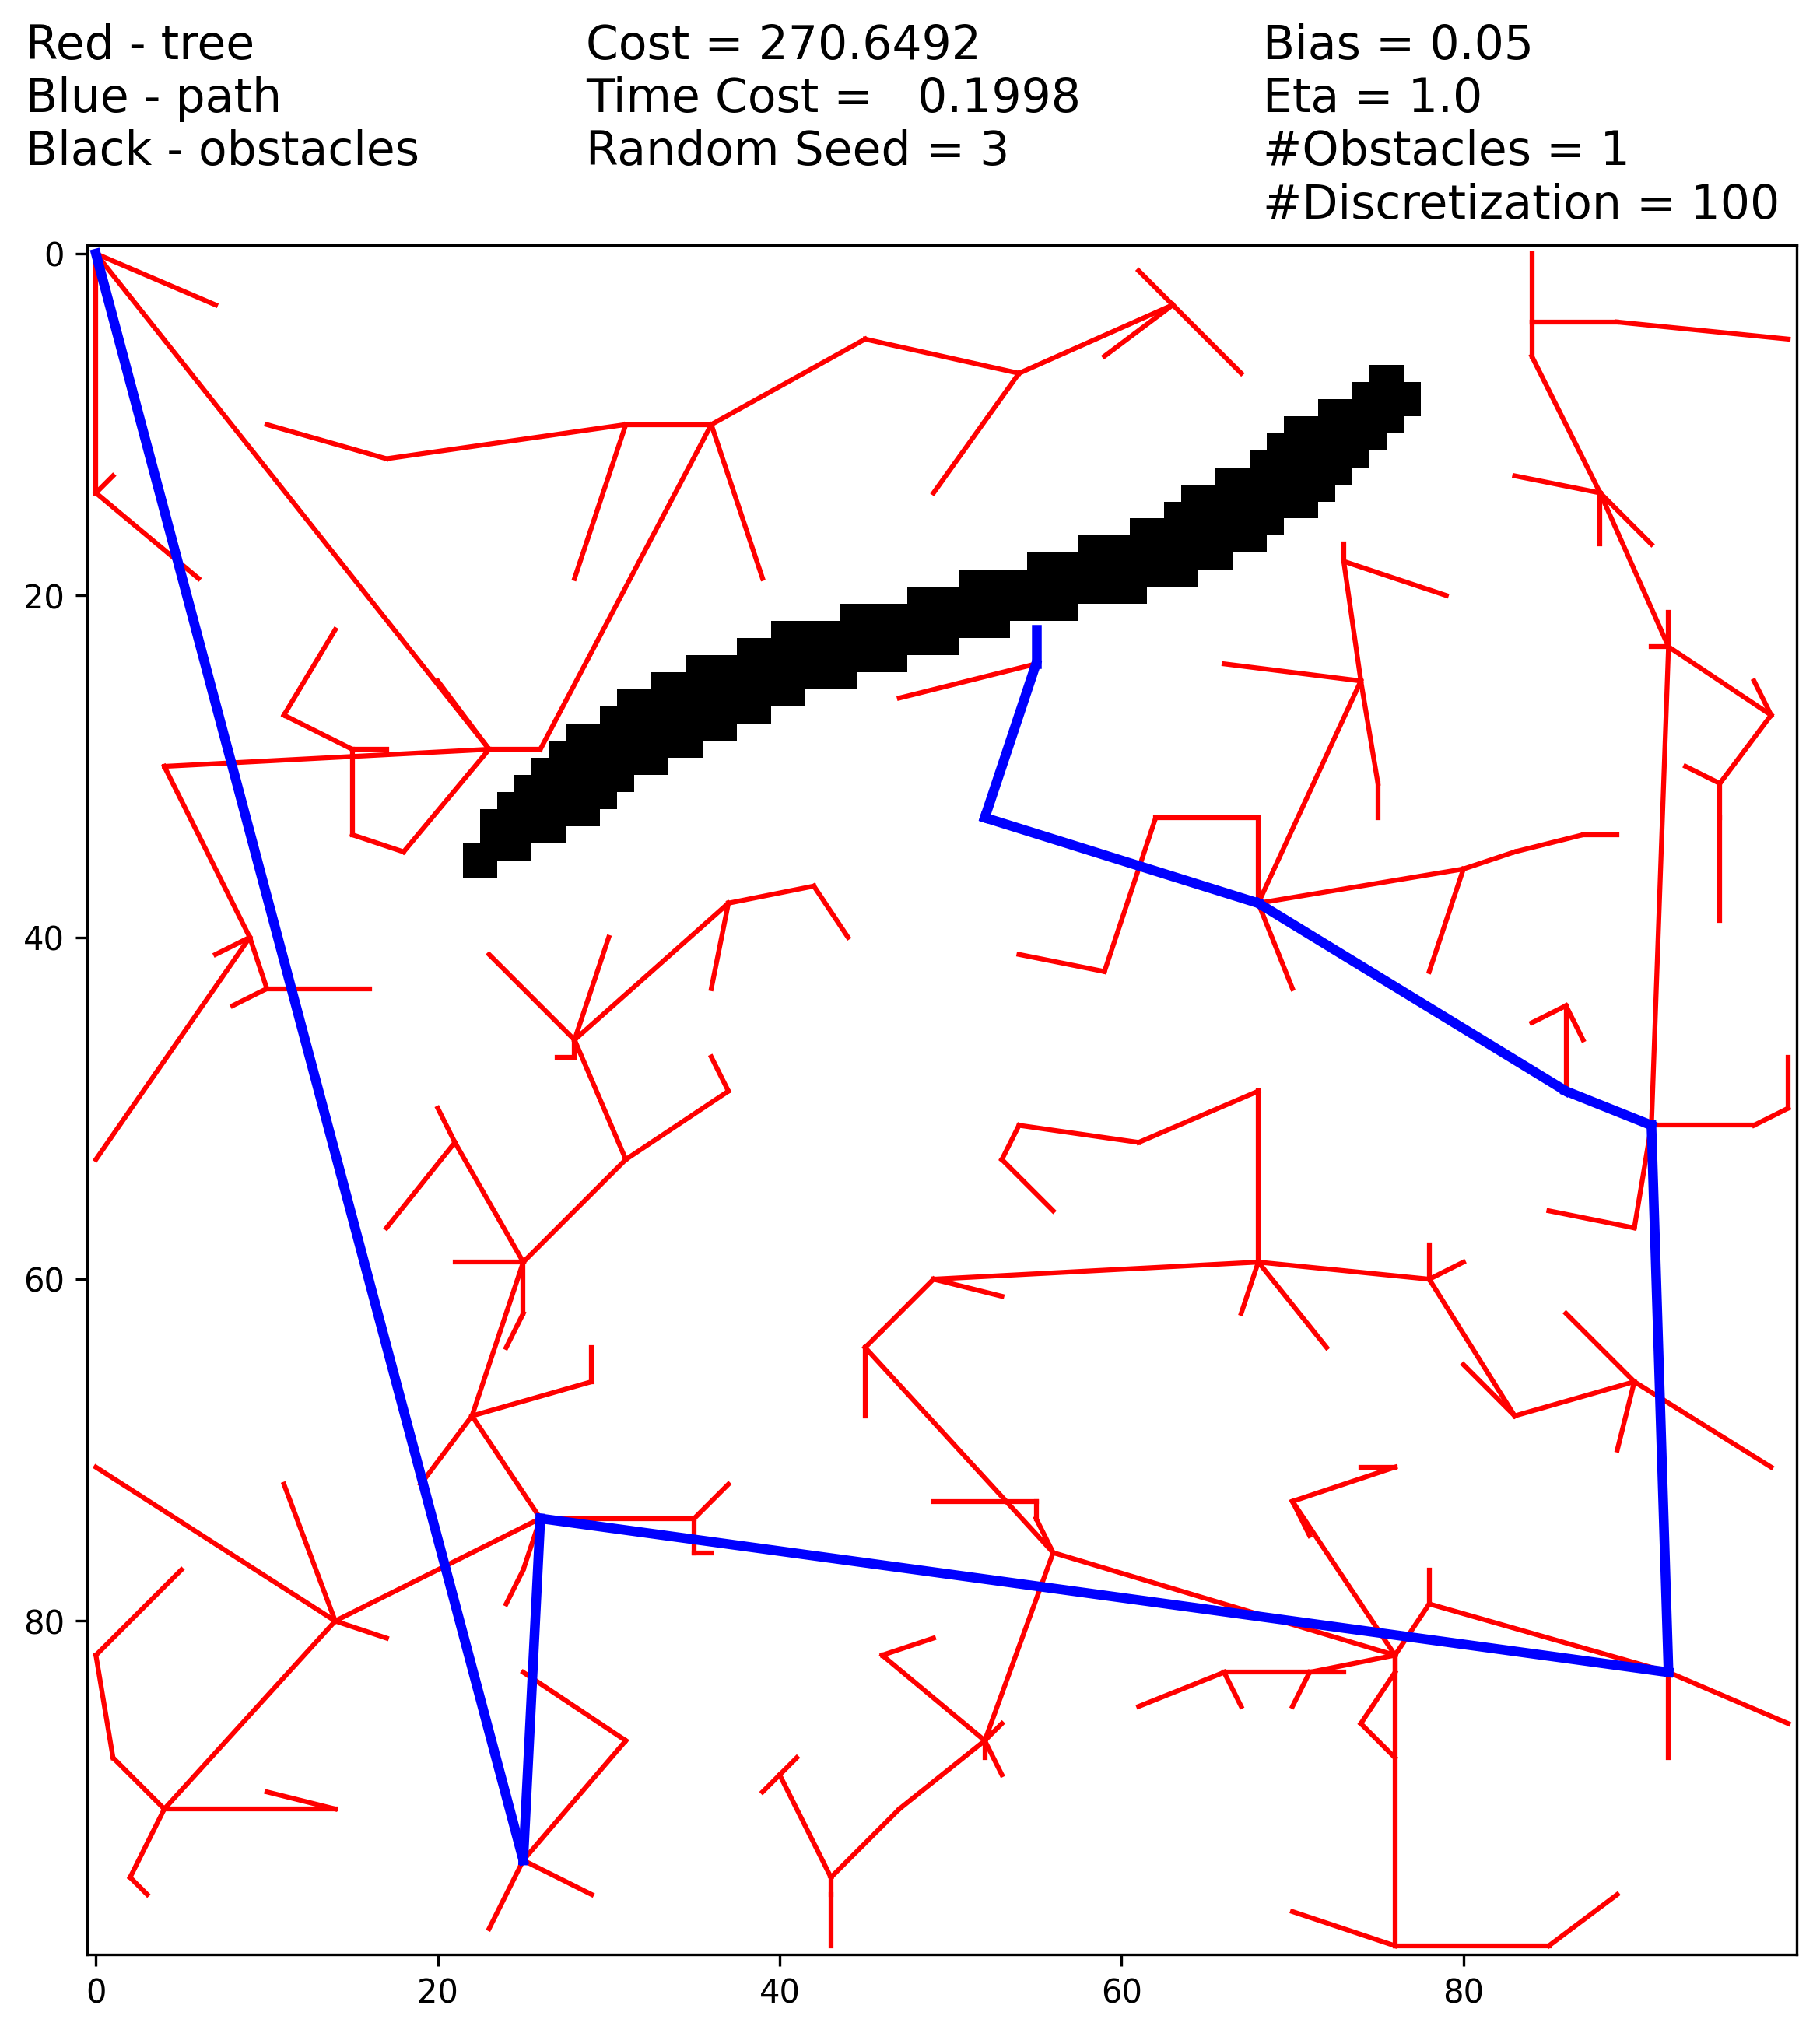 Red - tree
Blue - path
Black - obstacles
Cost = 270.6492
Time Cost =   0.1998
Random Seed = 3
Bias = 0.05
Eta = 1.0
#Obstacles = 1
#Discretization = 100
0
20
40
60
80
0 20 40 60 80